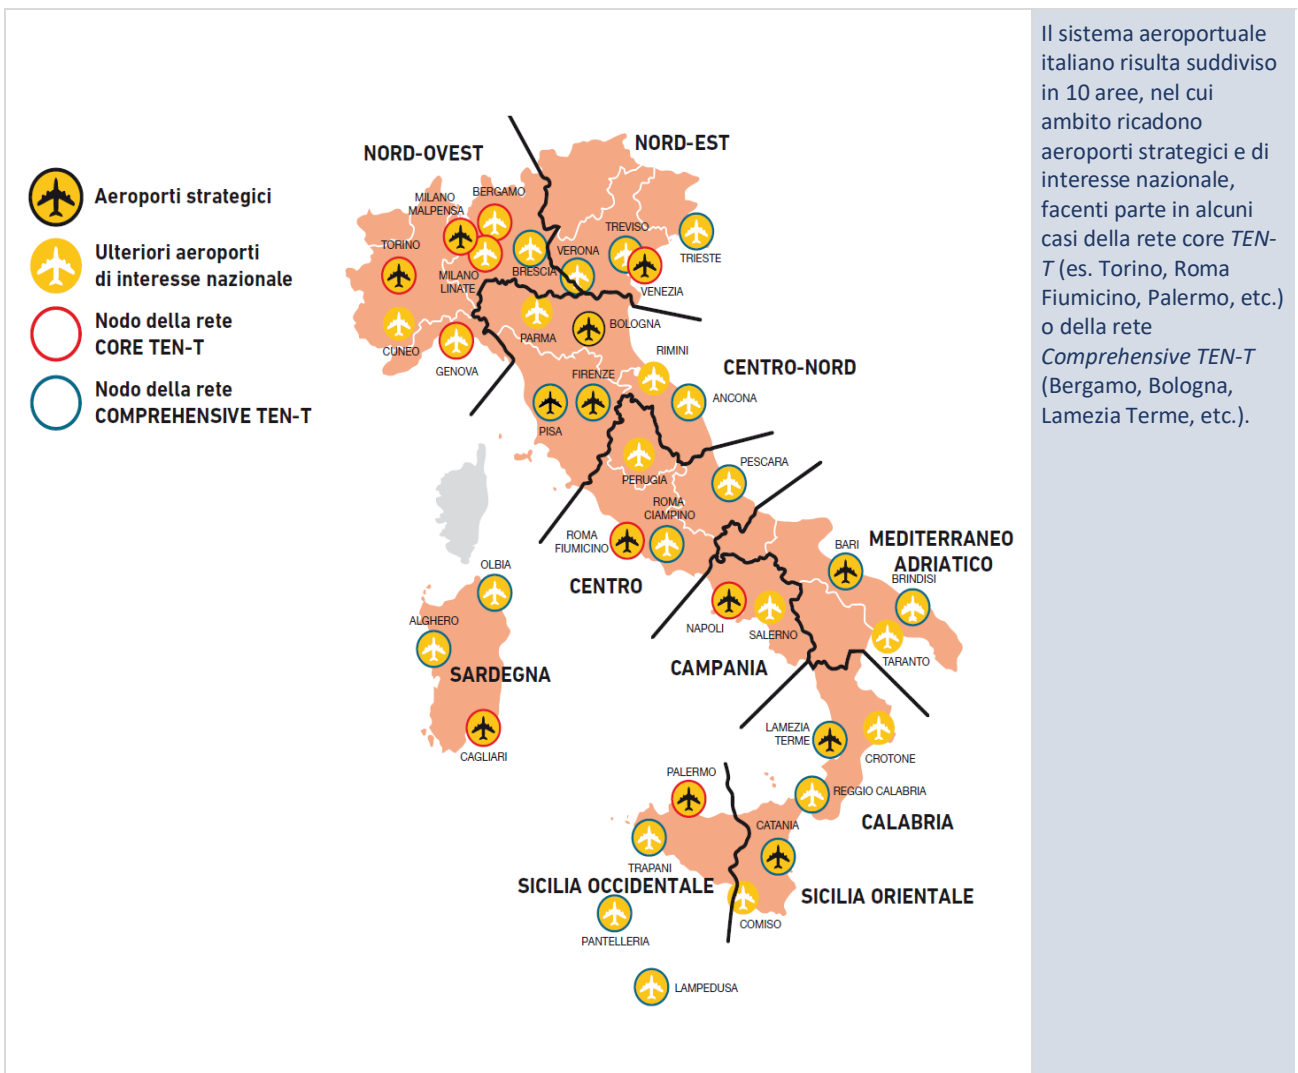 Aeroporti strategici
Ulteriori aeroporti
di interesse nazionale
Nodo della rete
CORE TEN-T
Nodo della rete
COMPREHENSIVE TEN-T
NORD-OVEST
NORD-EST
MILANO
MALPENSA
BERGAMO
TORINO
MILANO
LINATE
BRESCIA
VERONA
TREVISO
VENEZIA
TRIESTE
CUNEO
GENOVA
PARMA
BOLOGNA
RIMINI
CENTRO-NORD
FIRENZE
PISA
ANCONA
PERUGIA
PESCARA
ROMA
CIAMPINO
ROMA
FIUMICINO
CENTRO
MEDITERRANEO
ADRIATICO
BARI
BRINDISI
TARANTO
NAPOLI
SALERNO
CAMPANIA
OLBIA
ALGHERO
SARDEGNA
CAGLIARI
LAMEZIA
TERME
CROTONE
REGGIO CALABRIA
CALABRIA
PALERMO
TRAPANI
CATANIA
SICILIA OCCIDENTALE
SICILIA ORIENTALE
COMISO
PANTELLERIA
LAMPEDUSA
Il sistema aeroportuale
italiano risulta suddiviso
in 10 aree, nel cui
ambito ricadono
aeroporti strategici e di
interesse nazionale,
facenti parte in alcuni
casi della rete core TEN-
T (es. Torino, Roma
Fiumicino, Palermo, etc.)
o della rete
Comprehensive TEN-T
(Bergamo, Bologna,
Lamezia Terme, etc.).